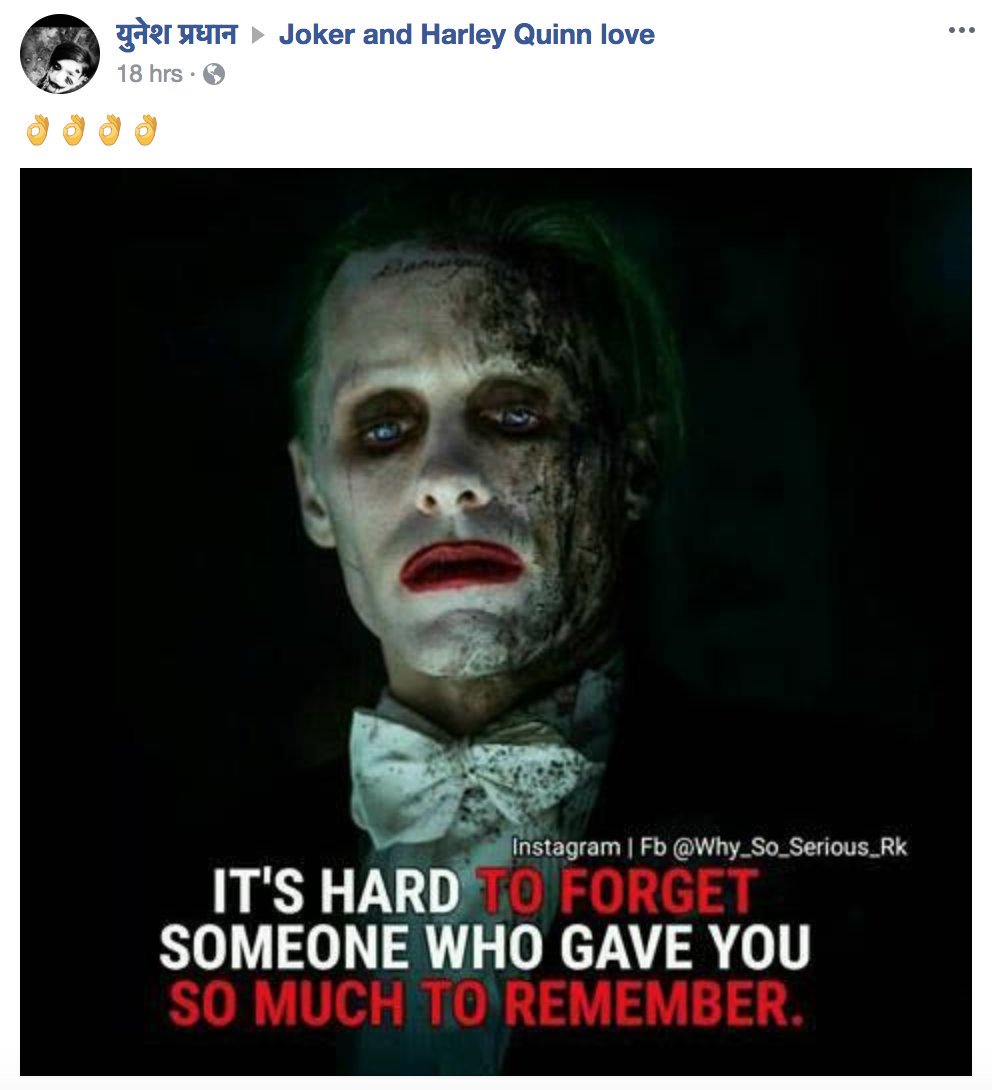 युनेश प्रधान ▸ Joker and Harley Quinn love
18 hrs ·
Damaged
Instagram | Fb @Why_So_Serious_Rk
IT'S HARD TO FORGET
SOMEONE WHO GAVE YOU
SO MUCH TO REMEMBER.